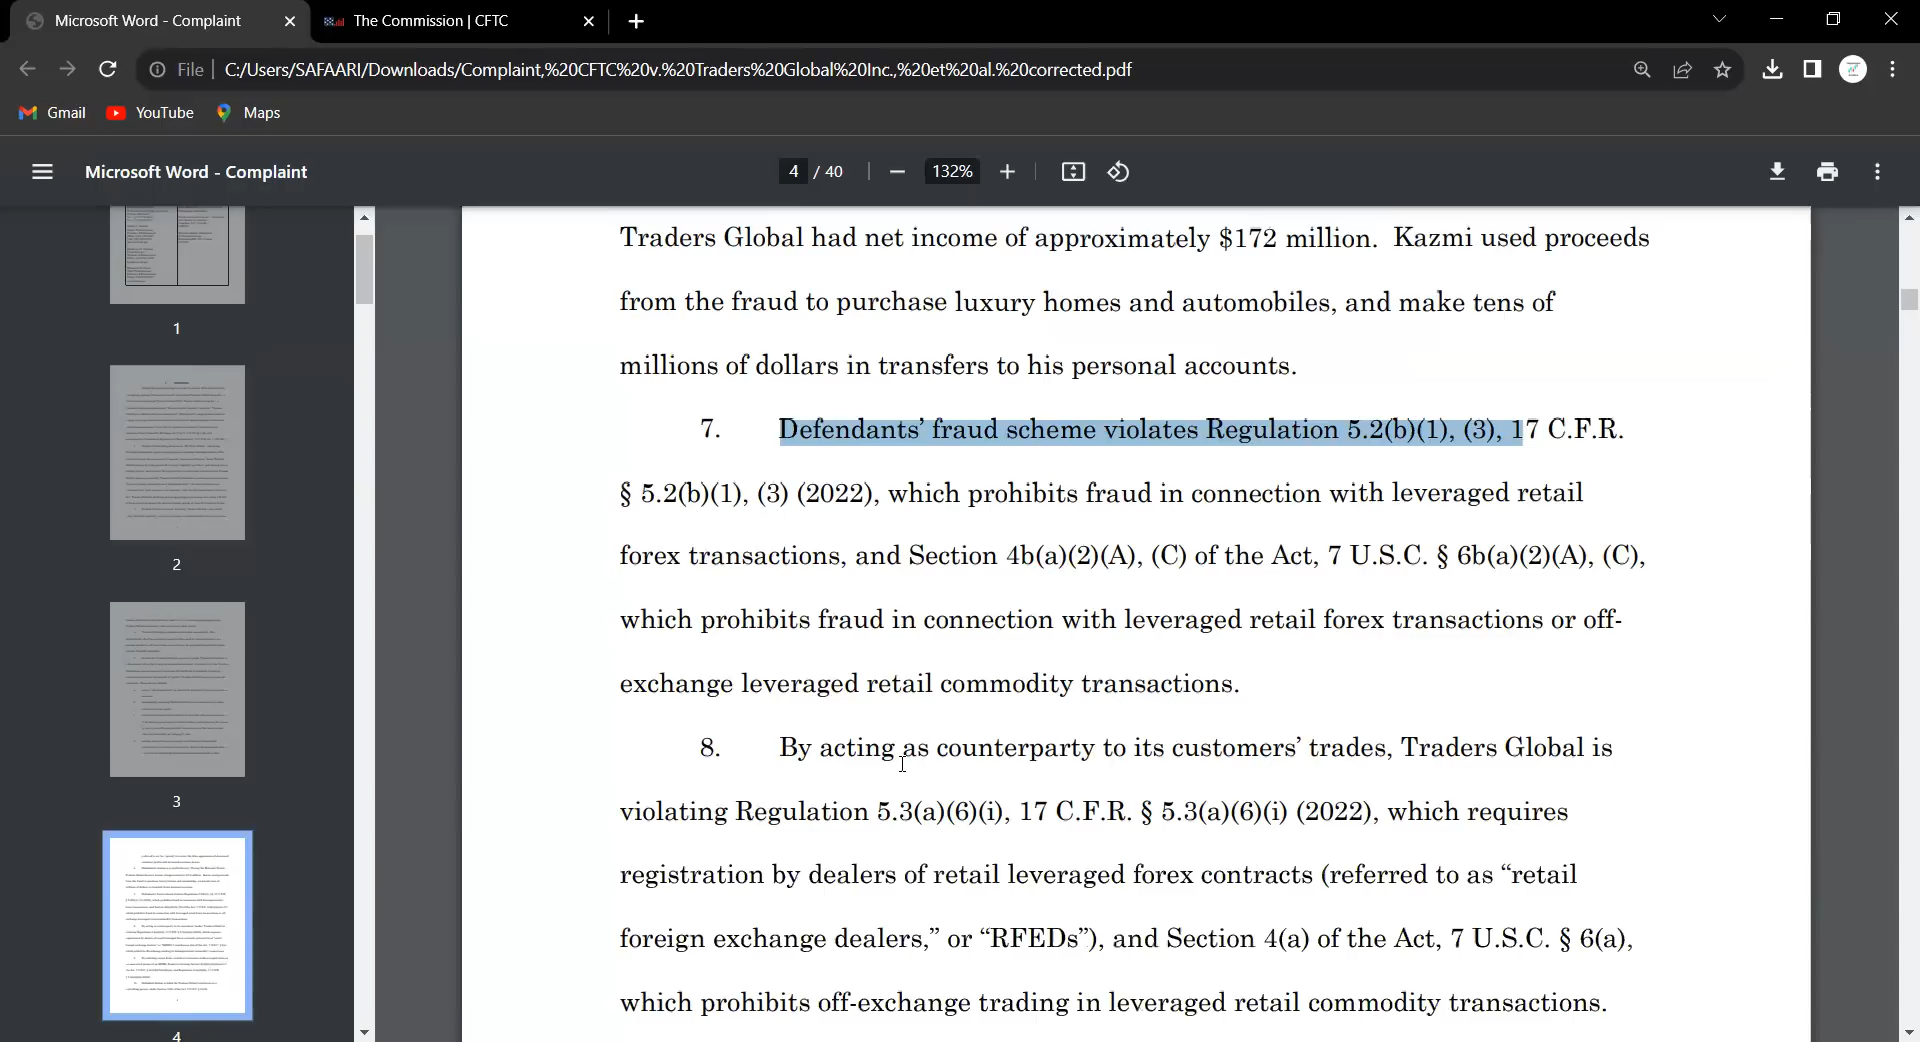 Microsoft Word - Complaint
The Commission | CFTC
File
C:/Users/SAFAARI/Downloads/Complaint,%20CFTC%20v.%20Traders%20Global%20Inc.,%20et%20al.%20corrected.pdf
Gmail
YouTube
Maps
Microsoft Word - Complaint
4 / 40
132%
1
2
3
4
Traders Global had net income of approximately $172 million. Kazmi used proceeds
from the fraud to purchase luxury homes and automobiles, and make tens of
millions of dollars in transfers to his personal accounts.
7. Defendants’ fraud scheme violates Regulation 5.2(b)(1), (3), 17 C.F.R.
§ 5.2(b)(1), (3) (2022), which prohibits fraud in connection with leveraged retail
forex transactions, and Section 4b(a)(2)(A), (C) of the Act, 7 U.S.C. § 6b(a)(2)(A), (C),
which prohibits fraud in connection with leveraged retail forex transactions or off-
exchange leveraged retail commodity transactions.
8. By acting as counterparty to its customers’ trades, Traders Global is
violating Regulation 5.3(a)(6)(i), 17 C.F.R. § 5.3(a)(6)(i) (2022), which requires
registration by dealers of retail leveraged forex contracts (referred to as “retail
foreign exchange dealers,” or “RFEDs”), and Section 4(a) of the Act, 7 U.S.C. § 6(a),
which prohibits off-exchange trading in leveraged retail commodity transactions.